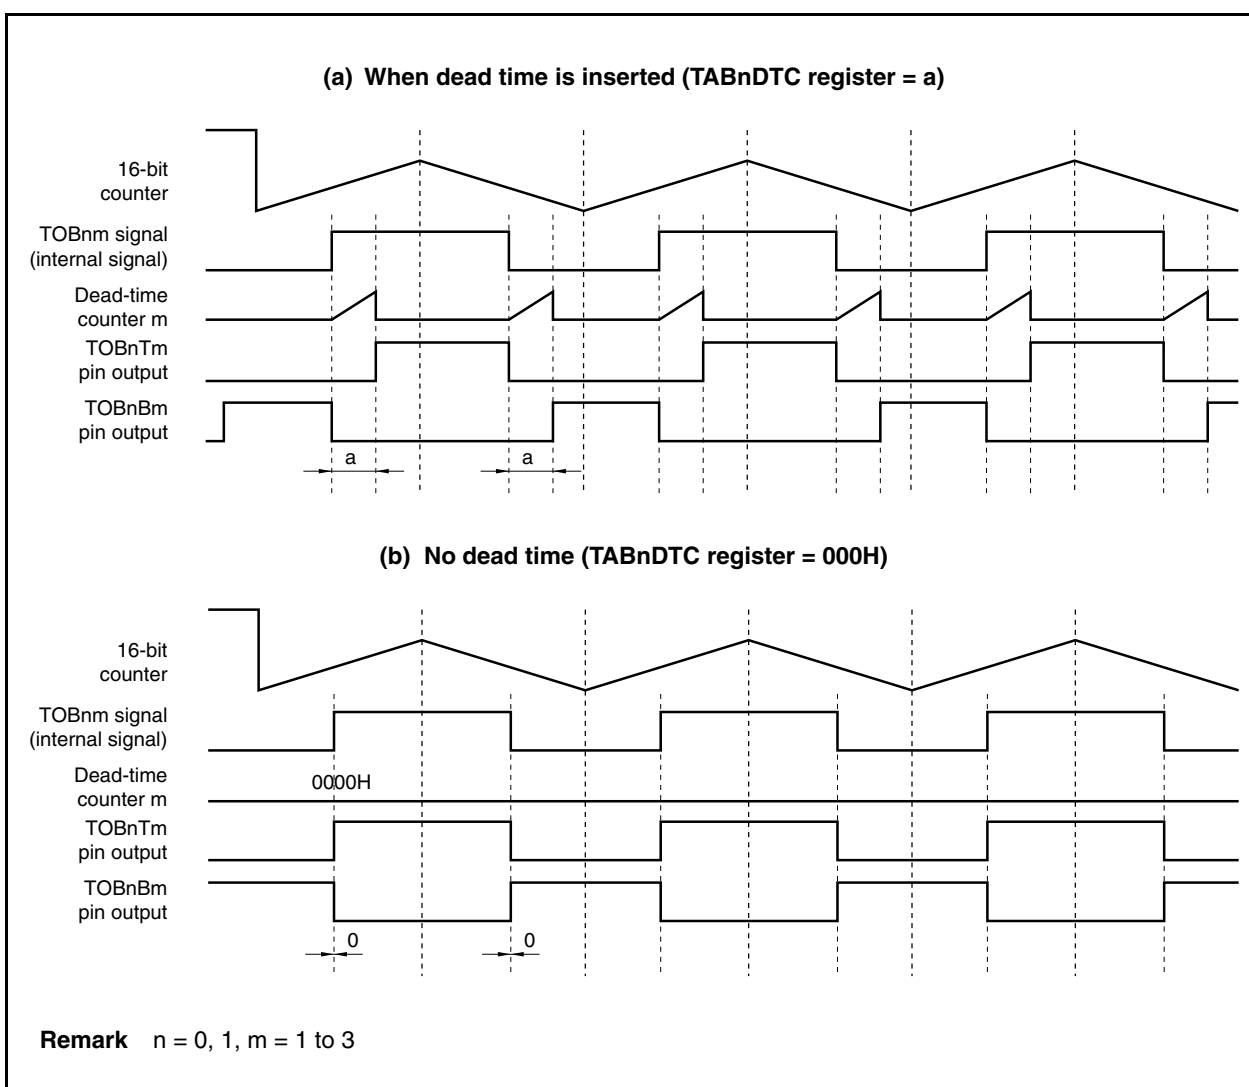 (a) When dead time is inserted (TABnDTC register = a)
16-bit
counter
TOBnm signal
(internal signal)
Dead-time
counter m
TOBnTm
pin output
TOBnBm
pin output
a
a
(b) No dead time (TABnDTC register = 000H)
16-bit
counter
TOBnm signal
(internal signal)
Dead-time
counter m
0000H
TOBnTm
pin output
TOBnBm
pin output
0
0
Remark n = 0, 1, m = 1 to 3